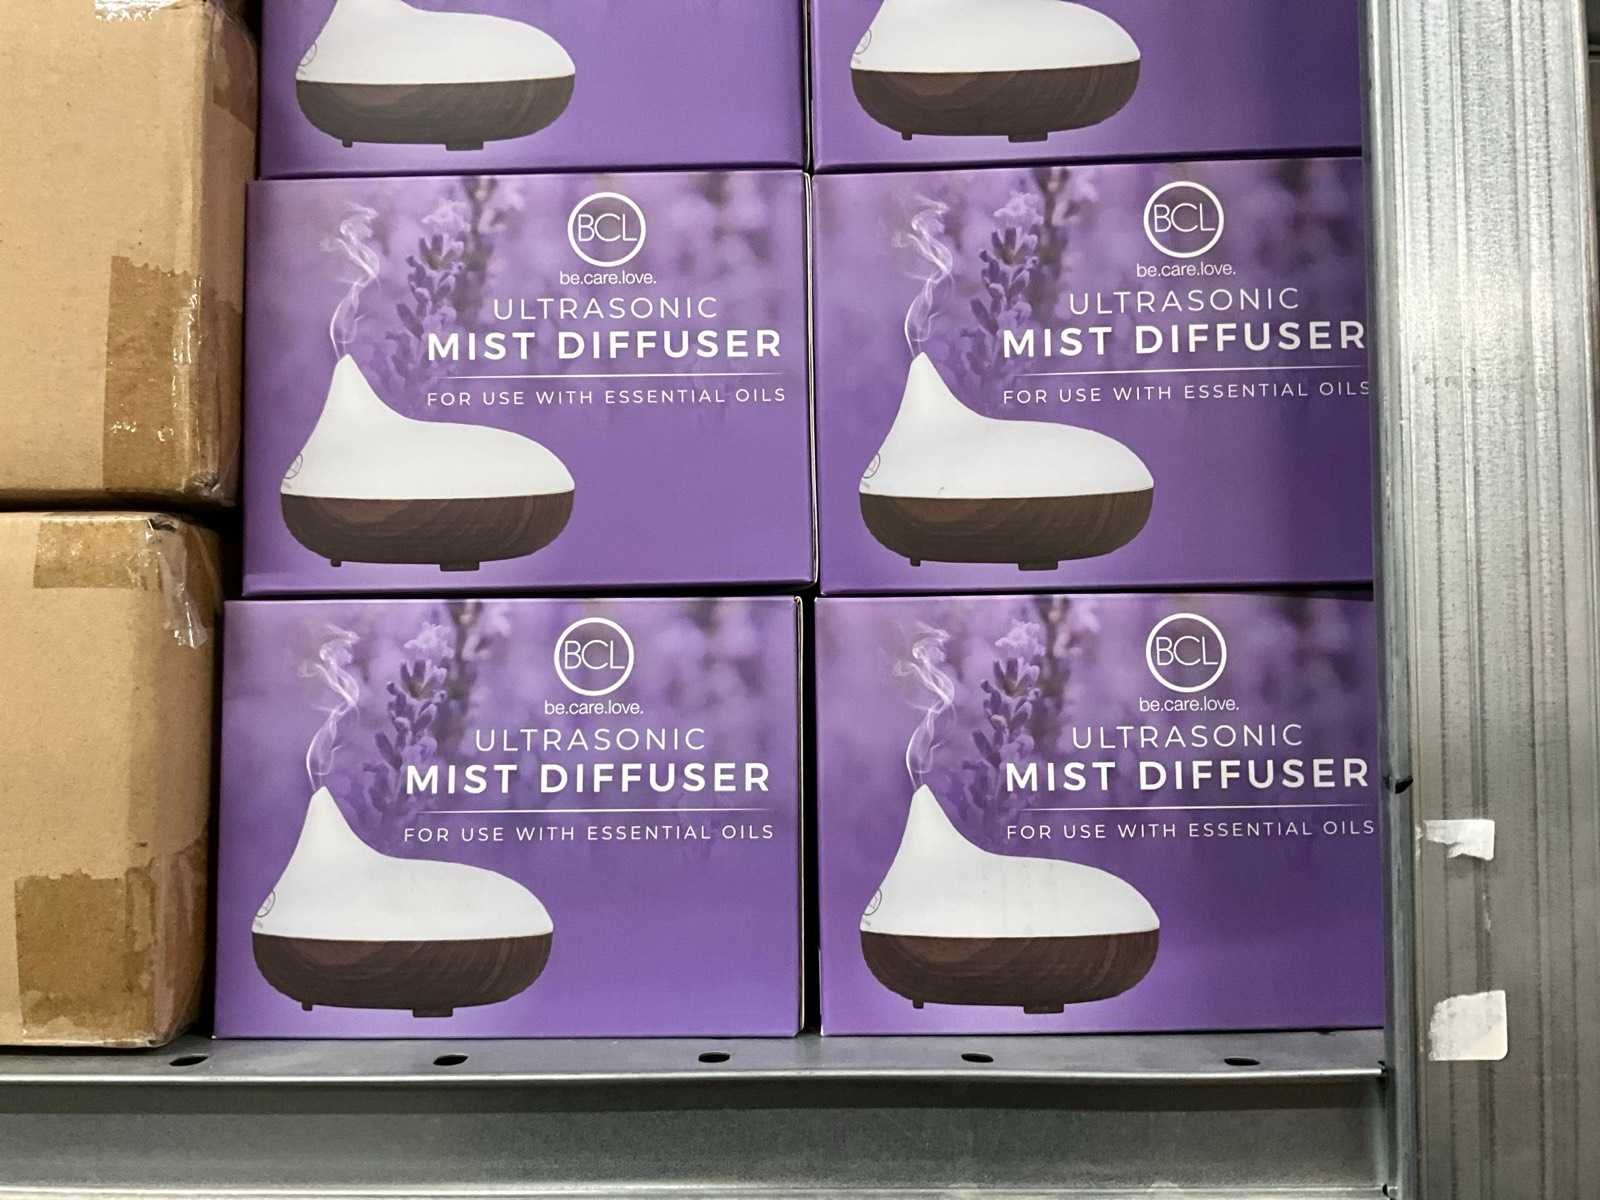 BCL
be.care.love.
ULTRASONIC
MIST DIFFUSER
FOR USE WITH ESSENTIAL OILS
BCL
be.care.love.
ULTRASONIC
MIST DIFFUSER
FOR USE WITH ESSENTIAL OILS
BCL
be.care.love.
ULTRASONIC
MIST DIFFUSER
FOR USE WITH ESSENTIAL OILS
BCL
be.care.love.
ULTRASONIC
MIST DIFFUSER
FOR USE WITH ESSENTIAL OILS